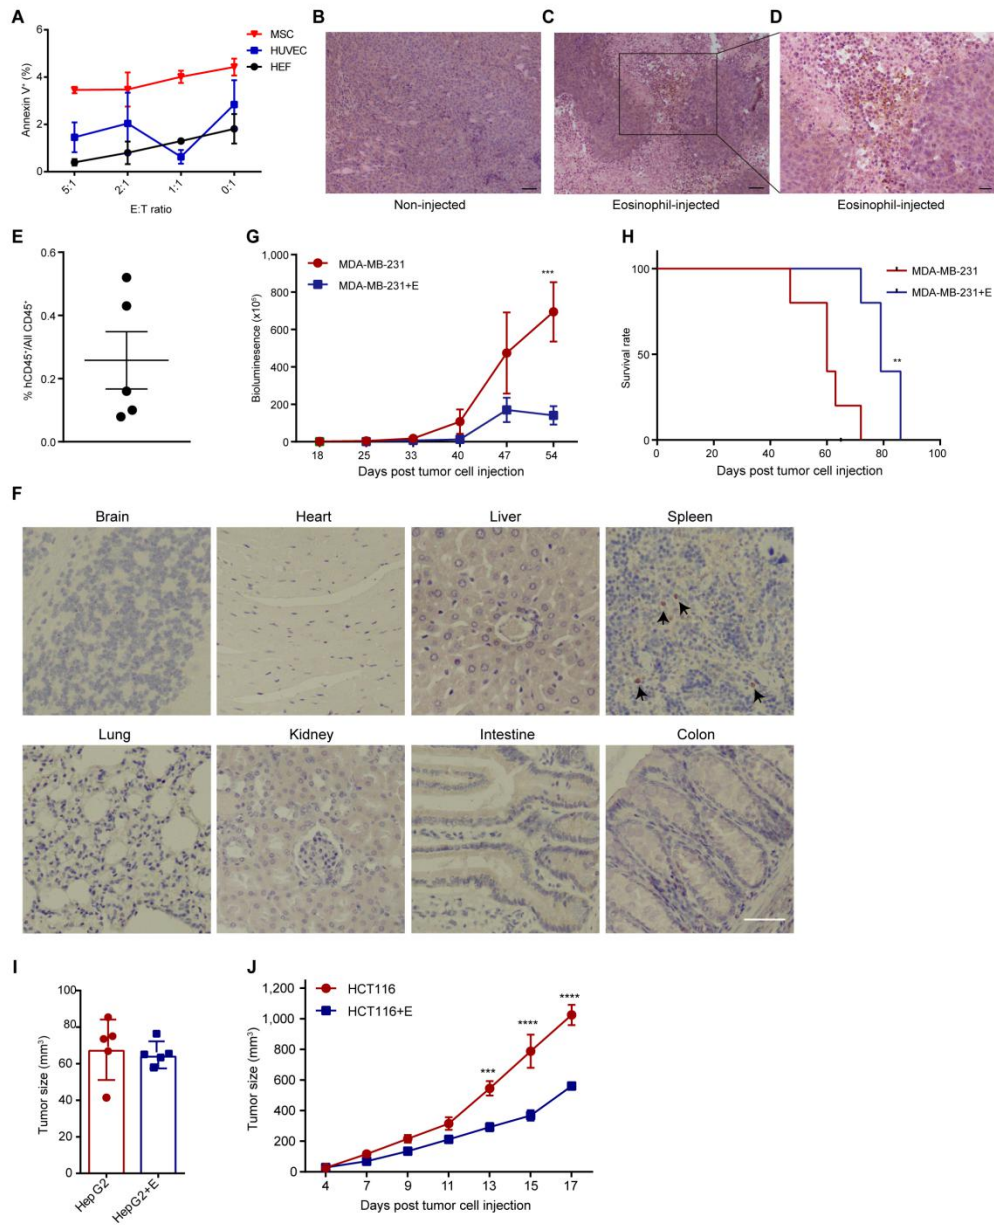 A
Annexin V⁺ (%)
6
4
2
0
5:1
2:1
1:1
0:1
E:T ratio
MSC
HUVEC
HEF
B
Non-injected
C
Eosinophil-injected
D
Eosinophil-injected
E
% hCD45⁺/All CD45⁺
0.6
0.4
0.2
0.0
G
Bioluminesence (x10⁵)
1,000
800
600
400
200
0
18
25
33
40
47
54
Days post tumor cell injection
MDA-MB-231
MDA-MB-231+E
***
H
Survival rate
100
50
0
0
20
40
60
80
100
Days post tumor cell injection
MDA-MB-231
MDA-MB-231+E
**
F
Brain
Heart
Liver
Spleen
Lung
Kidney
Intestine
Colon
I
Tumor size (mm³)
100
80
60
40
20
0
Hep G2
HepG2+E
J
Tumor size (mm³)
1,200
1,000
800
600
400
200
0
4
7
9
11
13
15
17
Days post tumor cell injection
HCT116
HCT116+E
***
****
****